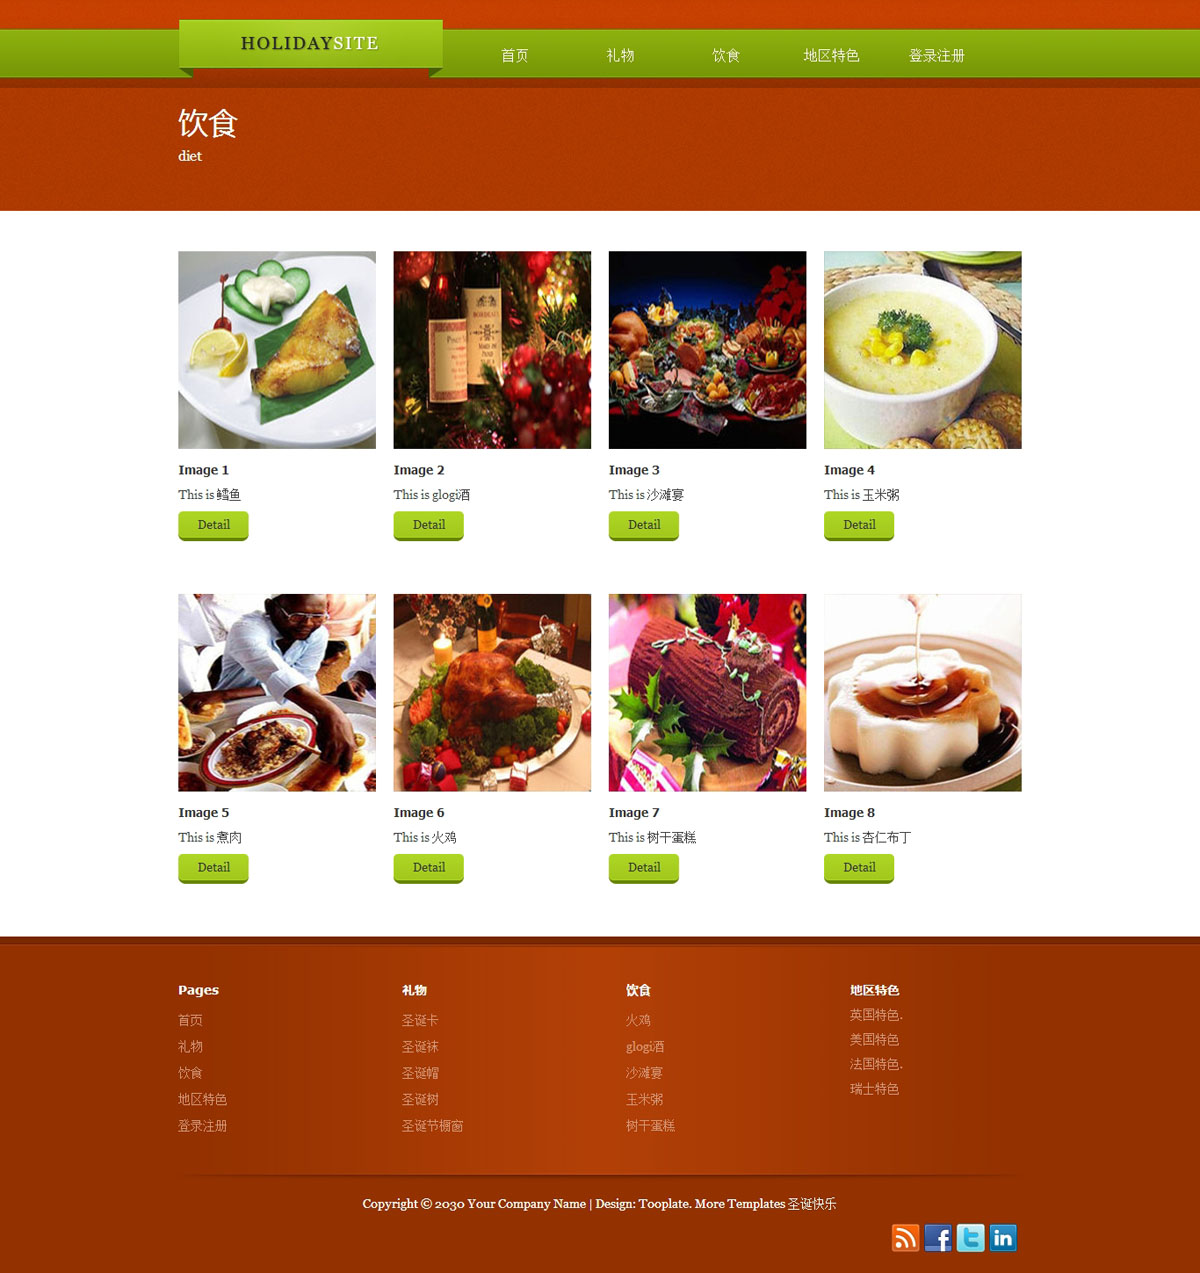 HOLIDAYSITE
首页 礼物 饮食 地区特色 登录注册
饮食
diet
Image 1 Image 2 Image 3 Image 4
This is 鳕鱼 This is glogi酒 This is 沙滩宴 This is 玉米粥
Detail Detail Detail Detail
Image 5 Image 6 Image 7 Image 8
This is 煮肉 This is 火鸡 This is 树干蛋糕 This is 杏仁布丁
Detail Detail Detail Detail
Pages 礼物 饮食 地区特色
首页 圣诞卡 火鸡 英国特色.
礼物 圣诞袜 glogi酒 美国特色
饮食 圣诞帽 沙滩宴 法国特色.
地区特色 圣诞树 玉米粥 瑞士特色
登录注册 圣诞节橱窗 树干蛋糕
Copyright © 2030 Your Company Name | Design: Tooplate. More Templates 圣诞快乐